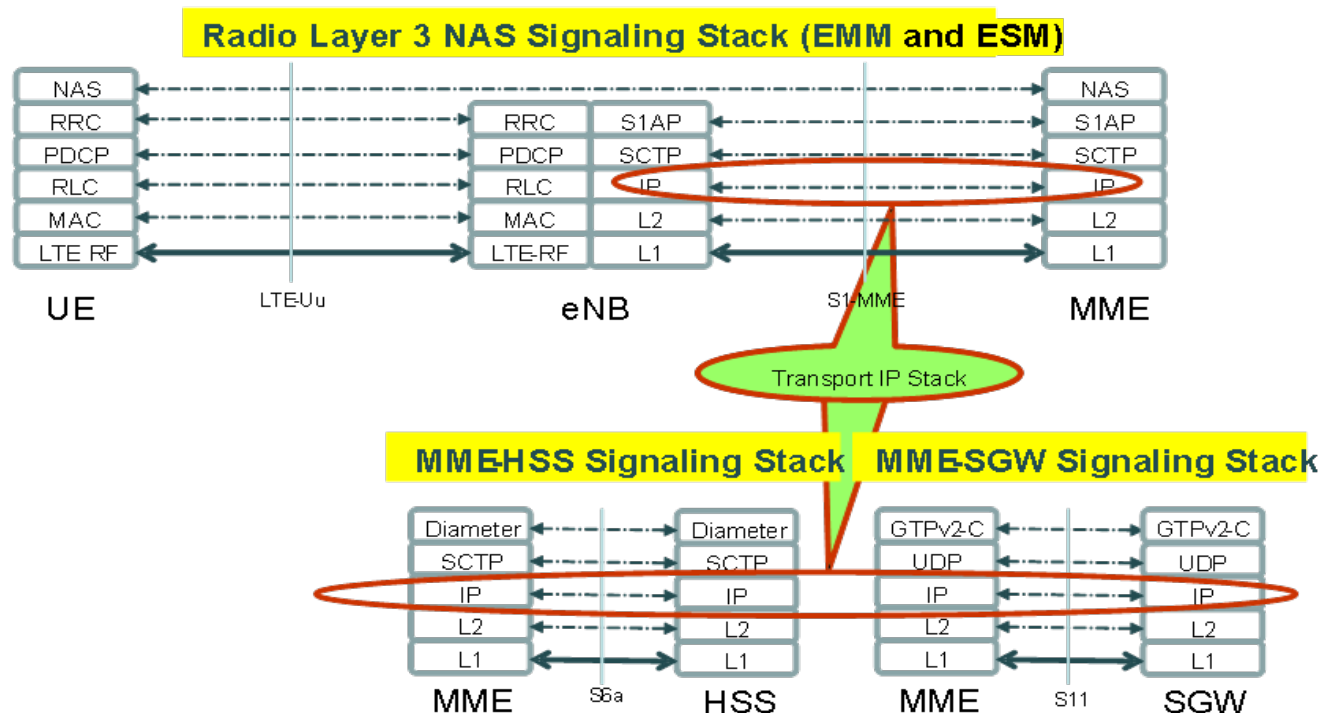 Radio Layer 3 NAS Signaling Stack (EMM and ESM)
NAS NAS
RRC RRC S1AP S1AP
PDCP PDCP SCTP SCTP
RLC RLC IP IP
MAC MAC L2 L2
LTE RF LTE-RF L1 L1
LTE-Uu S1-MME
UE eNB MME
Transport IP Stack
MME-HSS Signaling Stack MME-SGW Signaling Stack
Diameter Diameter GTPv2-C GTPv2-C
SCTP SCTP UDP UDP
IP IP IP IP
L2 L2 L2 L2
L1 L1 L1 L1
MME S6a HSS MME S11 SGW